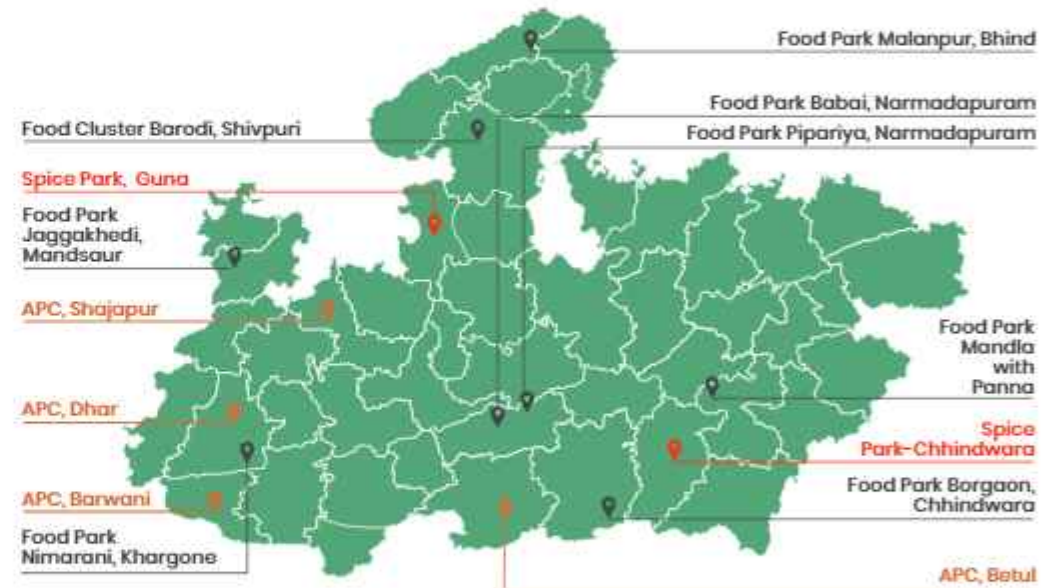 Food Park Malanpur, Bhind
Food Park Babai, Narmadapuram
Food Cluster Barodi, Shivpuri
Food Park Pipariya, Narmadapuram
Spice Park, Guna
Food Park
Jaggakhedi,
Mandsaur
APC, Shajapur
Food Park
Mandla
with
Panna
APC, Dhar
Spice
Park-Chhindwara
APC, Barwani
Food Park Borgaon,
Chhindwara
Food Park
Nimarani, Khargone
APC, Betul